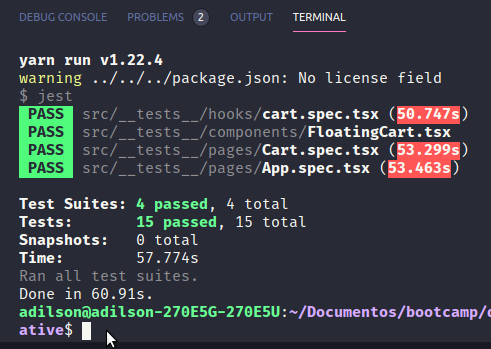 DEBUG CONSOLE PROBLEMS 2 OUTPUT TERMINAL
yarn run v1.22.4
warning ../../../package.json: No license field
$ jest
PASS src/__tests__/hooks/cart.spec.tsx (50.747s)
PASS src/__tests__/components/FloatingCart.tsx
PASS src/__tests__/pages/Cart.spec.tsx (53.299s)
PASS src/__tests__/pages/App.spec.tsx (53.463s)
Test Suites: 4 passed, 4 total
Tests: 15 passed, 15 total
Snapshots: 0 total
Time: 57.774s
Ran all test suites.
Done in 60.91s.
adilson@adilson-270E5G-270E5U:~/Documentos/bootcamp/
ative$